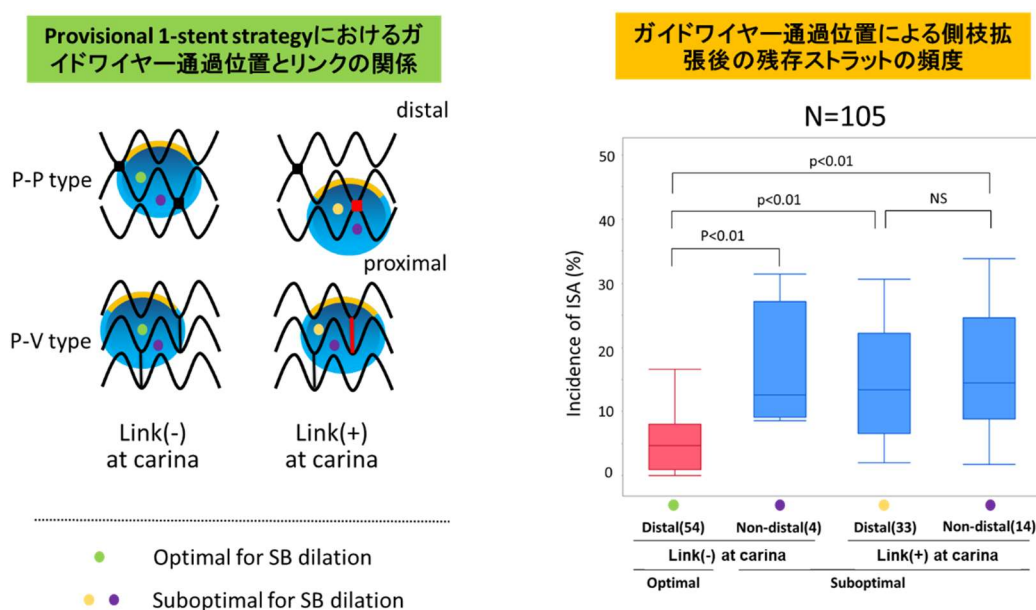 Provisional 1-stent strategyにおけるガ
イドワイヤー通過位置とリンクの関係
distal
P-P type
proximal
P-V type
Link(-)
at carina
Link(+)
at carina
Optimal for SB dilation
Suboptimal for SB dilation
ガイドワイヤー通過位置による側枝拡
張後の残存ストラットの頻度
N=105
Incidence of ISA (%)
50
40
30
20
10
0
p<0.01
p<0.01
NS
P<0.01
Distal(54)
Non-distal(4)
Distal(33)
Non-distal(14)
Link(-) at carina
Link(+) at carina
Optimal
Suboptimal